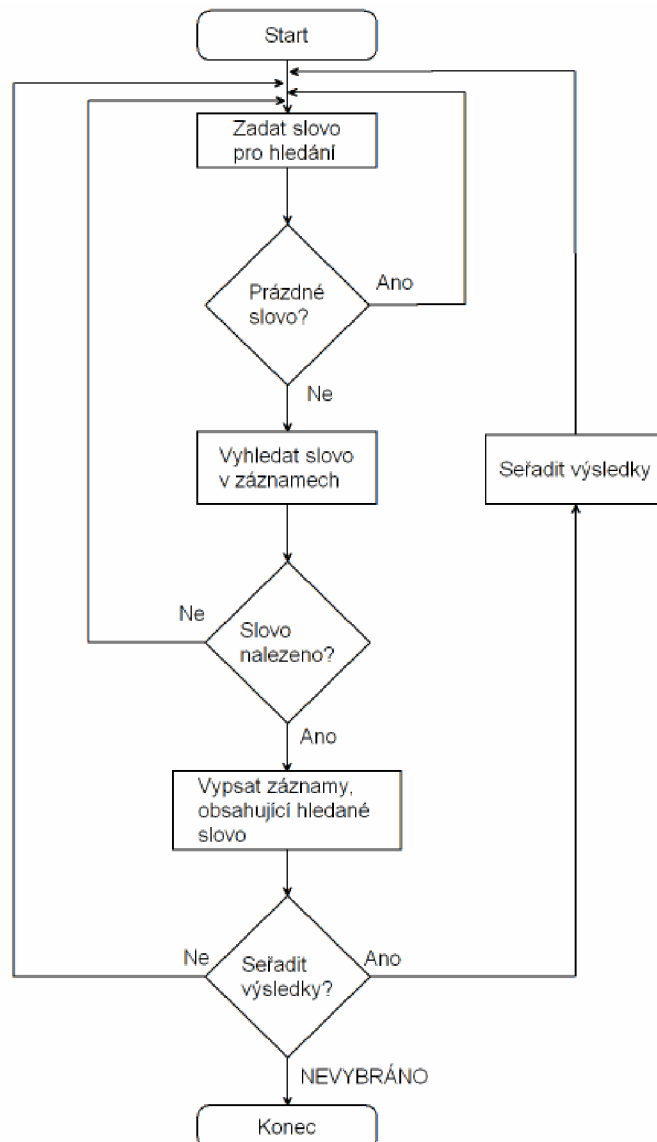 Start
Zadat slovo
pro hledání
Prázdné
slovo?
Ano
Ne
Vyhledat slovo
v záznamech
Seřadit výsledky
Ne
Slovo
nalezeno?
Ano
Vypsat záznamy,
obsahující hledané
slovo
Ne
Seřadit
výsledky?
Ano
NEVYBRÁNO
Konec